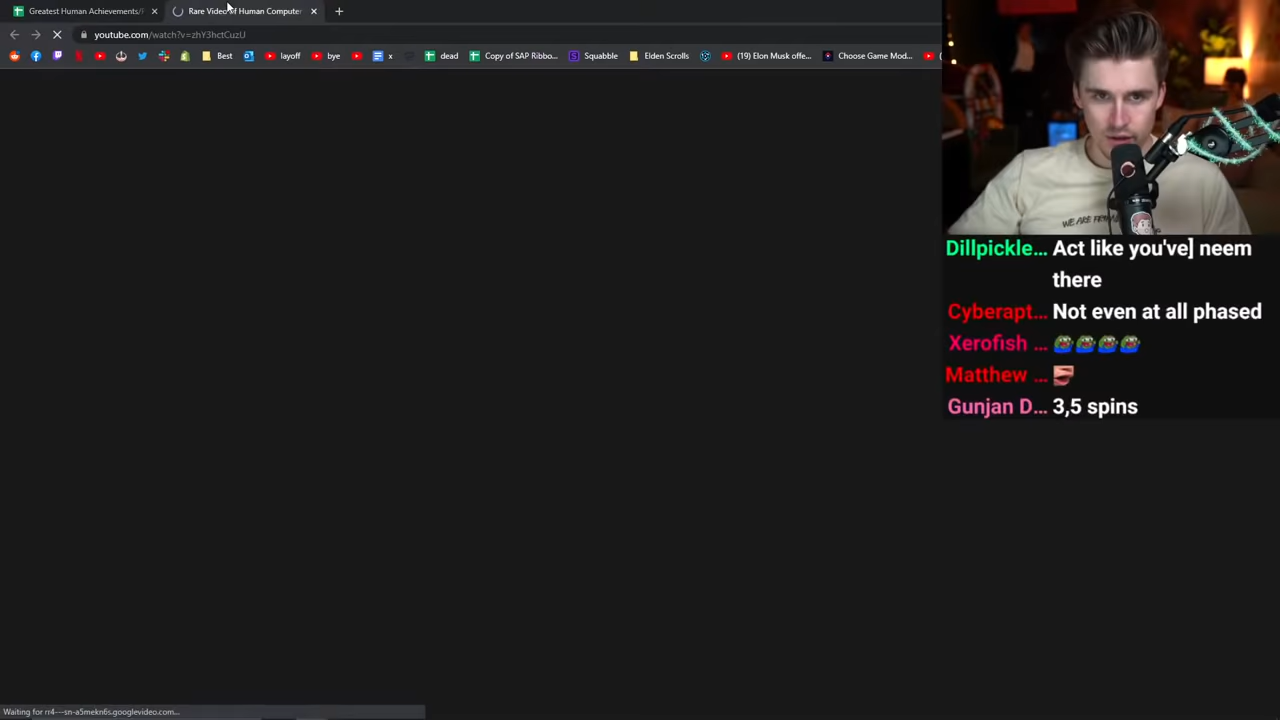 Greatest Human Achievements/
Rare Video of Human Computer
youtube.com/watch?v=zhY3hctCuzU
Best
layoff
bye
x
dead
Copy of SAP Ribbo...
Squabble
Elden Scrolls
(19) Elon Musk offe...
Choose Game Mod...
WE ARE
Dillpickle... Act like you've] neem
there
Cyberapt... Not even at all phased
Xerofish ...
Matthew ...
Gunjan D... 3,5 spins
Waiting for rr4---sn-a5mekn6s.googlevideo.com...